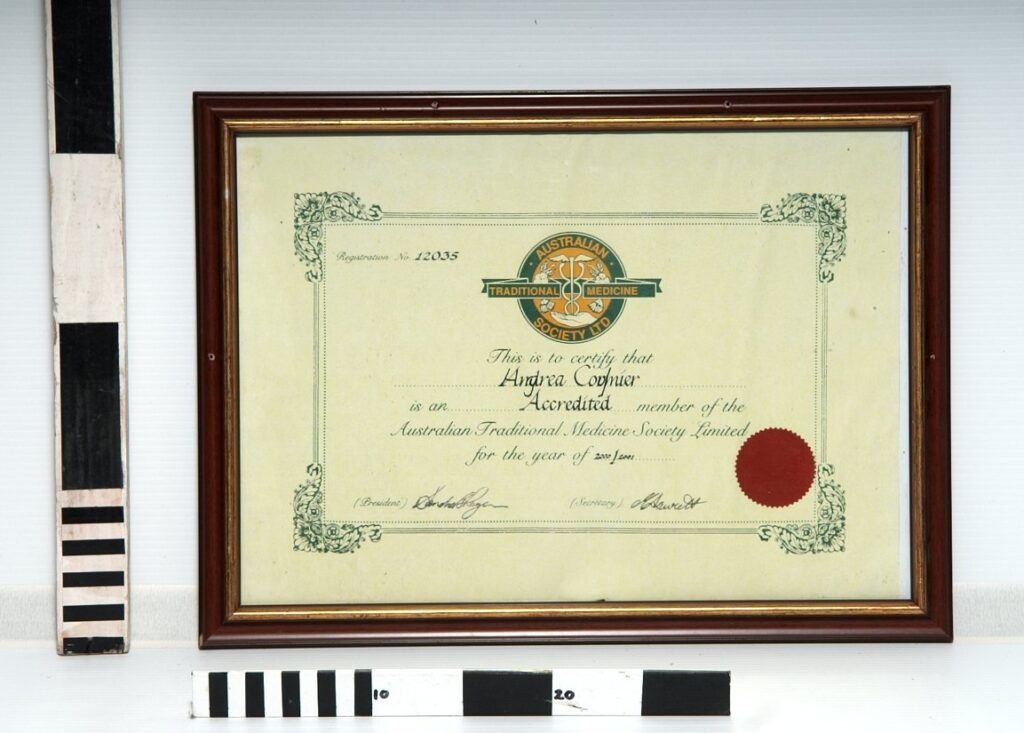 Registration No. 12035
AUSTRALIAN
TRADITIONAL MEDICINE
SOCIETY LTD
This is to certify that
Andrea
is an Accredited member of the
Australian Traditional Medicine Society Limited
for the year of 2000/2001
(President) (Secretary)
10 20